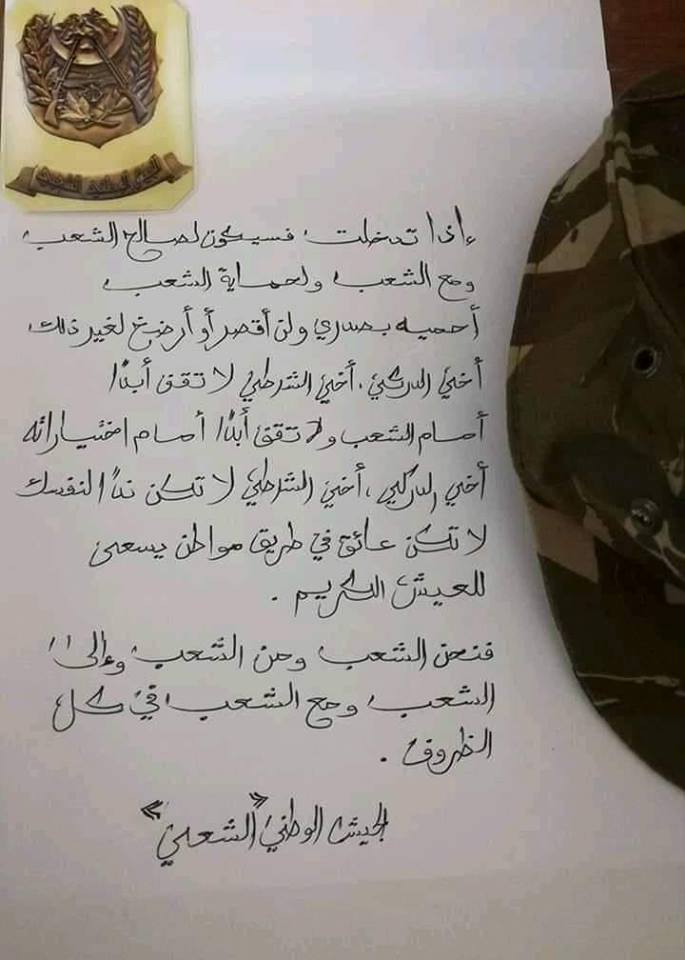 الجيش الوطني الشعبي
إذا تدخلت فسيكون لصالح الشعب
ومع الشعب ولحماية الشعب
أحميه بصدري ولن أقصر أو أرضخ لغير ذلك
أخي الدركي، أخي الشرطي لا تقف أبدًا
أمام الشعب ولا تقف أبدًا أمام اختياراته
أخي الدركي، أخي الشرطي لا تكن ندًا لنفسك
لا تكن عائق في طريق مواطن يسعى
للعيش الكريم.
فنحن الشعب ومن الشعب وإلى
الشعب ومع الشعب في كل
الظروف.
الجيش الوطني "الشعبي"